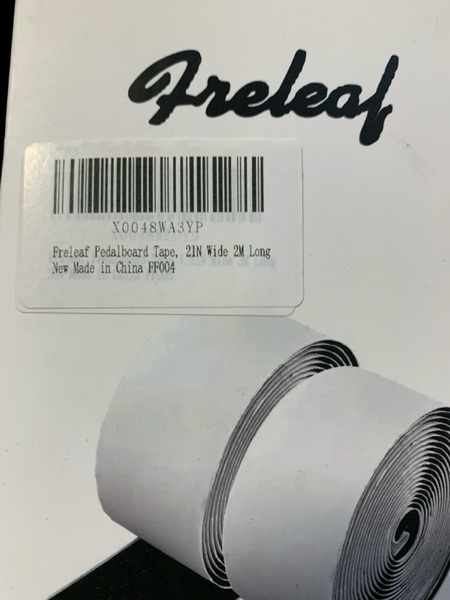 Freleaf
X0048WA3YP
Freleaf Pedalboard Tape, 2IN Wide 2M Long
New Made in China FF004